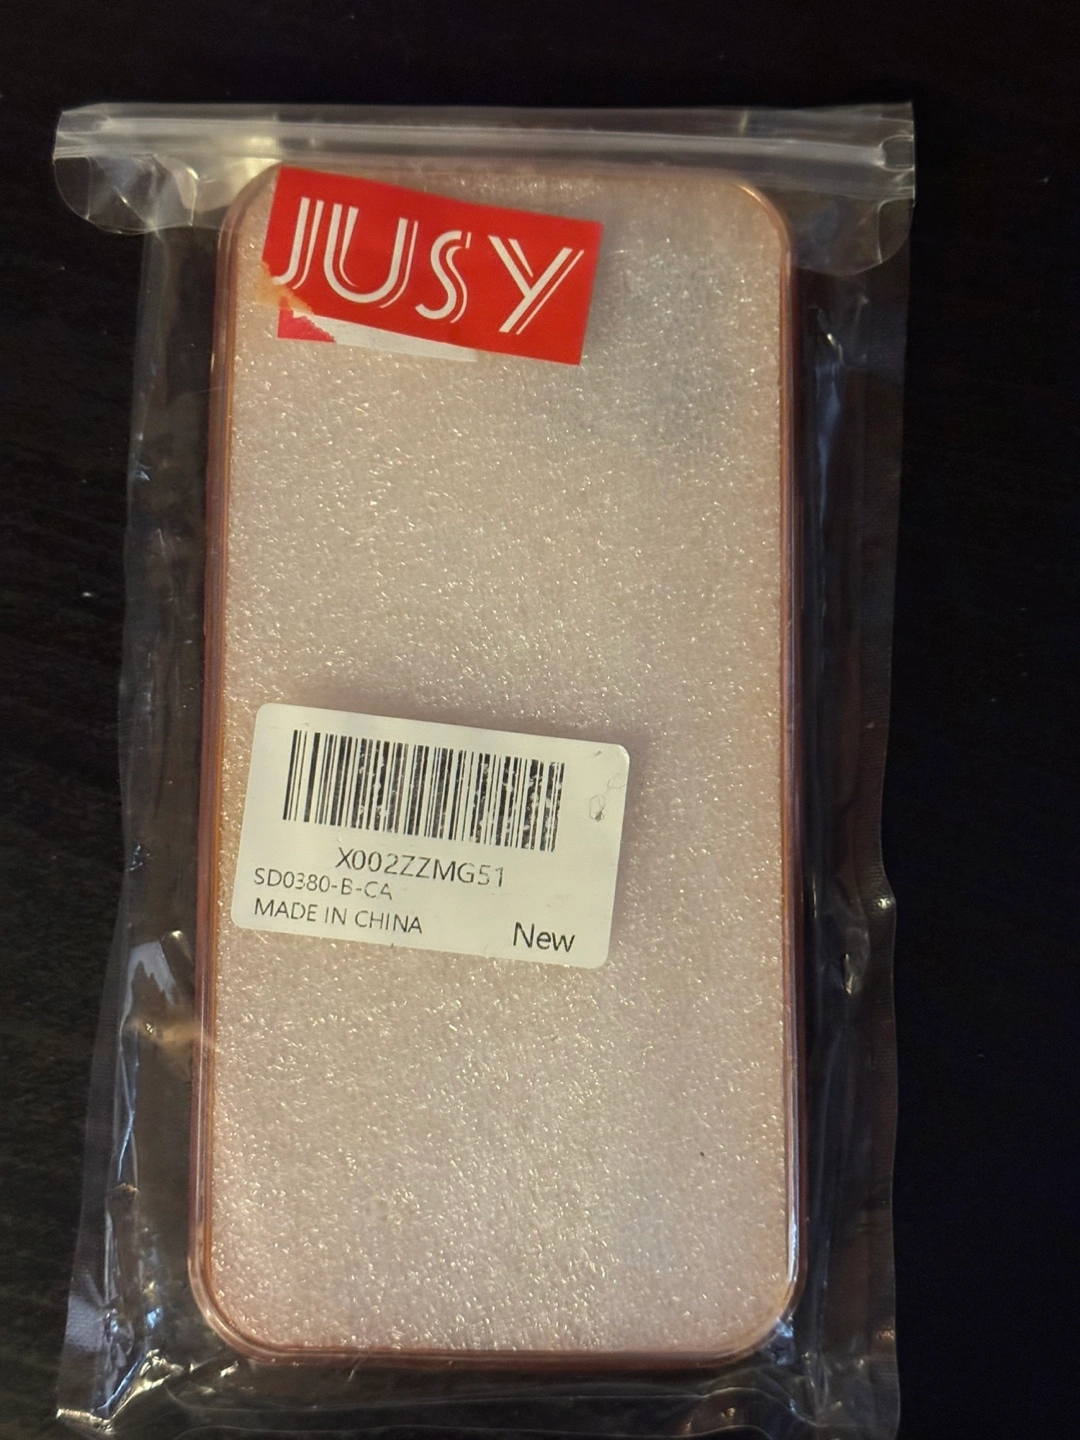 JUSY
X002ZZMG51
SD0380-B-CA
MADE IN CHINA
New